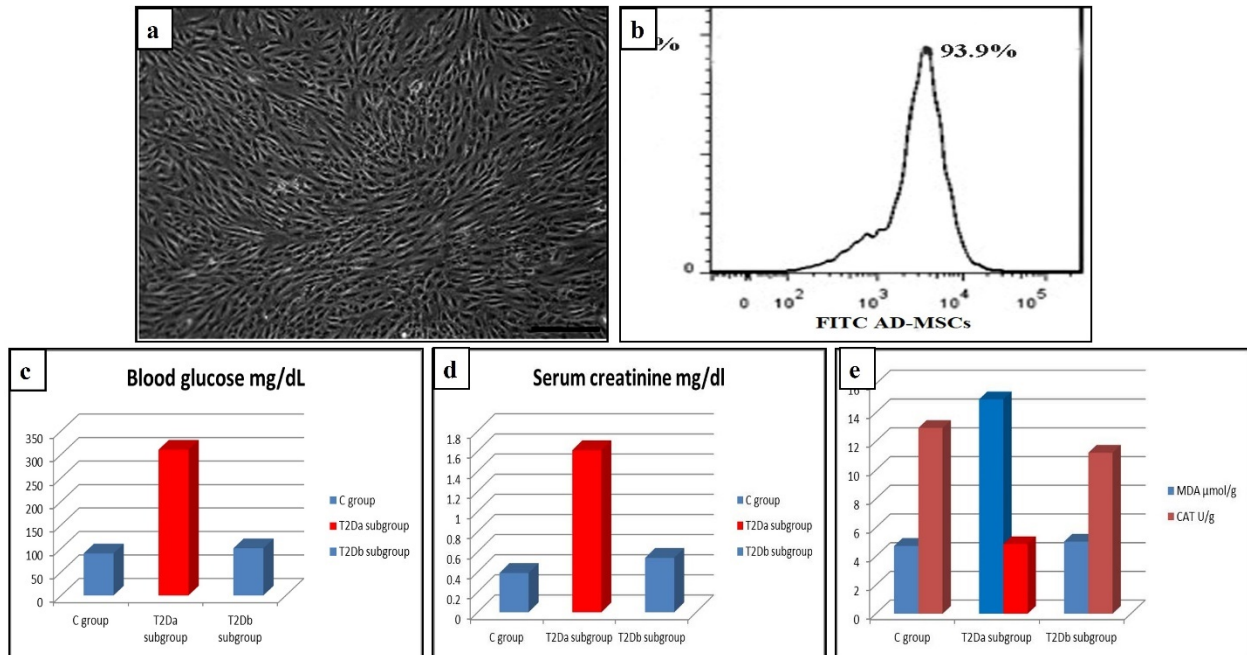 a
b
%
93.9%
0
0 10² 10³ 10⁴ 10⁵
FITC AD-MSCs
c
Blood glucose mg/dL
350
300
250
200
150
100
50
0
C group
T2Da subgroup
T2Db subgroup
C group
T2Da subgroup
T2Db subgroup
d
Serum creatinine mg/dl
1.8
1.6
1.4
1.2
1
0.8
0.6
0.4
0.2
0
C group
T2Da subgroup
T2Db subgroup
C group
T2Da subgroup
T2Db subgroup
e
16
14
12
10
8
6
4
2
0
C group
T2Da subgroup
T2Db subgroup
MDA µmol/g
CAT U/g